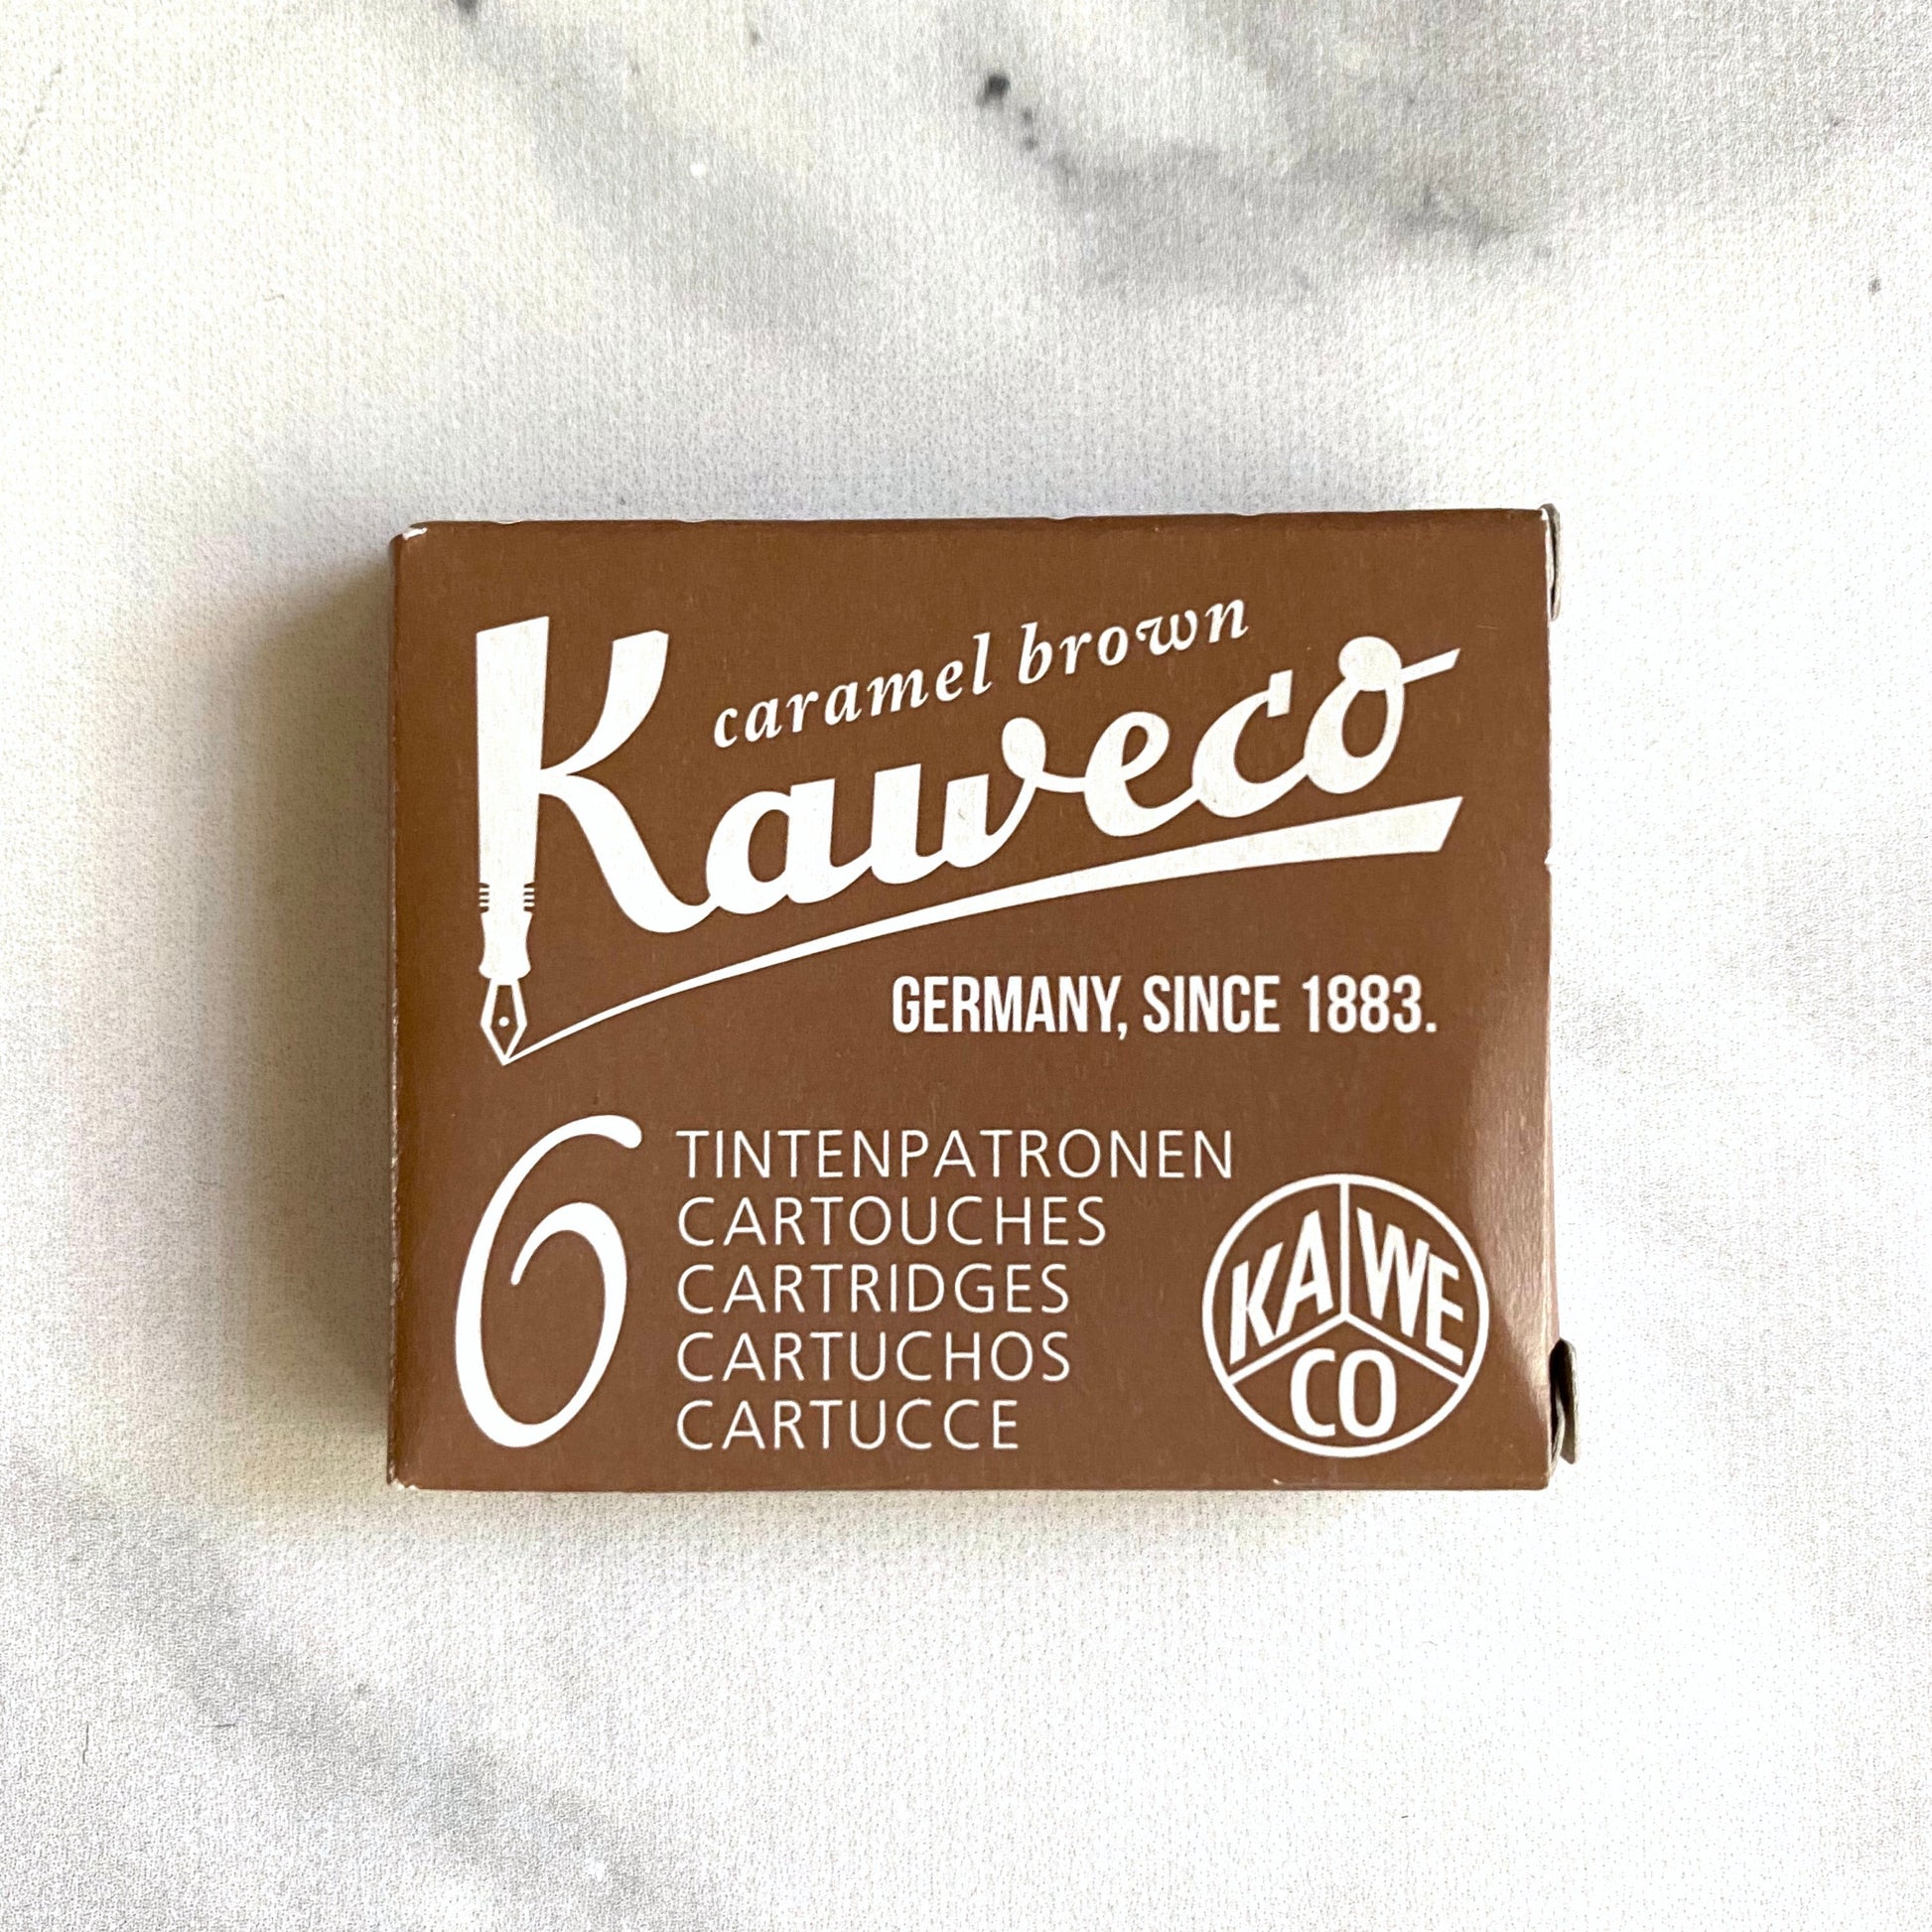 caramel brown
Kaweco
GERMANY, SINCE 1883.
6
TINTENPATRONEN
CARTOUCHES
CARTRIDGES
CARTUCHOS
CARTUCCE
KA WE
CO